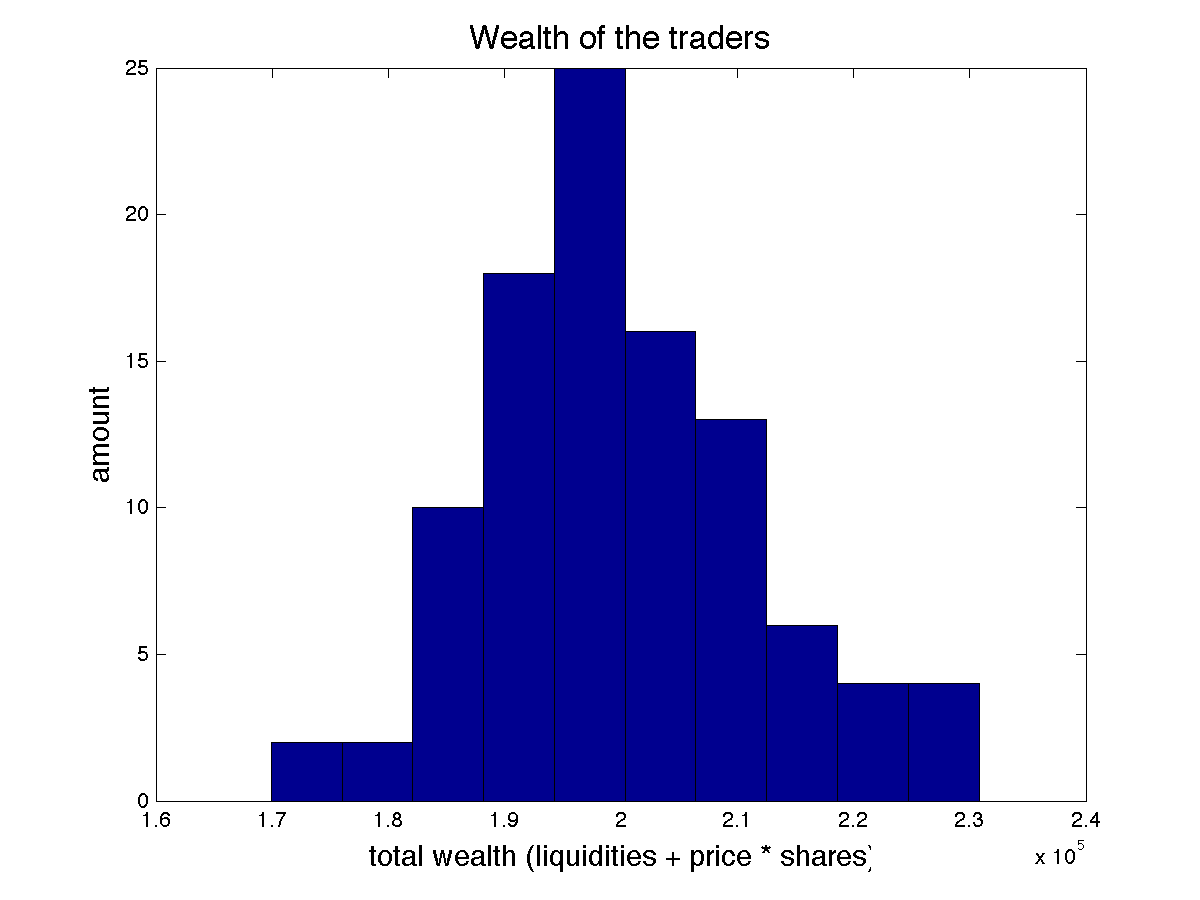 Wealth of the traders
25
20
15
10
5
0
amount
1.6 1.7 1.8 1.9 2 2.1 2.2 2.3 2.4
total wealth (liquidities + price * shares)
x 10^5